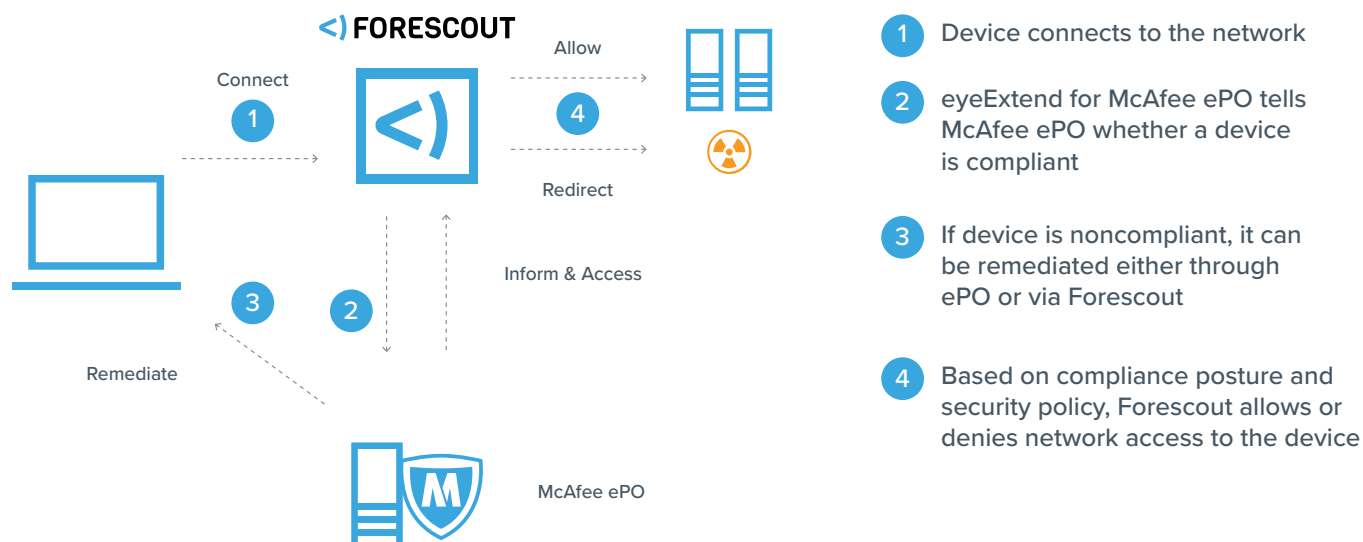 FORESCOUT
Connect
1
Allow
4
Redirect
Inform & Access
3
2
Remediate
McAfee ePO
1 Device connects to the network
2 eyeExtend for McAfee ePO tells
McAfee ePO whether a device
is compliant
3 If device is noncompliant, it can
be remediated either through
ePO or via Forescout
4 Based on compliance posture and
security policy, Forescout allows or
denies network access to the device